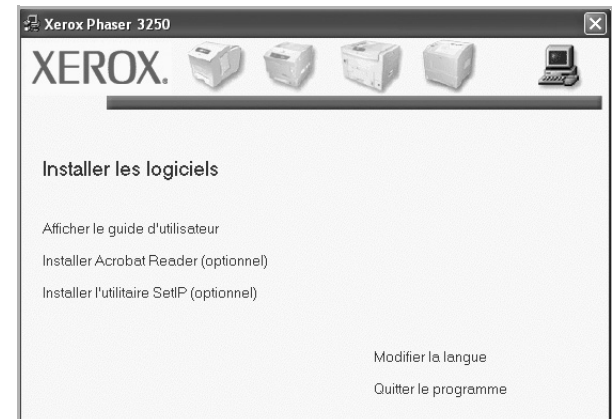 Xerox Phaser 3250
XEROX.
Installer les logiciels
Afficher le guide d'utilisateur
Installer Acrobat Reader (optionnel)
Installer l'utilitaire SetIP (optionnel)
Modifier la langue
Quitter le programme